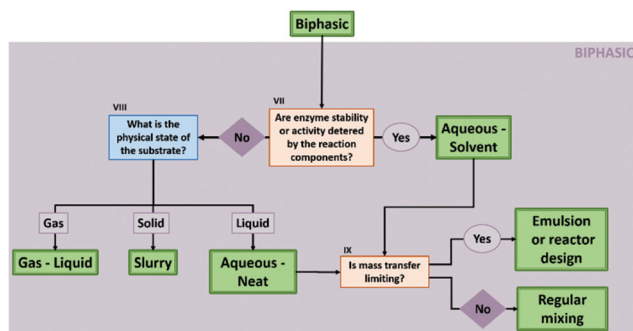 Biphasic
BIPHASIC
VIII
What is the
physical state of
the substrate?
No
VII
Are enzyme stability
or activity detered
by the reaction
components?
Yes
Aqueous -
Solvent
Gas
Solid
Liquid
Gas - Liquid
Slurry
Aqueous -
Neat
IX
Is mass transfer
limiting?
Yes
Emulsion
or reactor
design
No
Regular
mixing